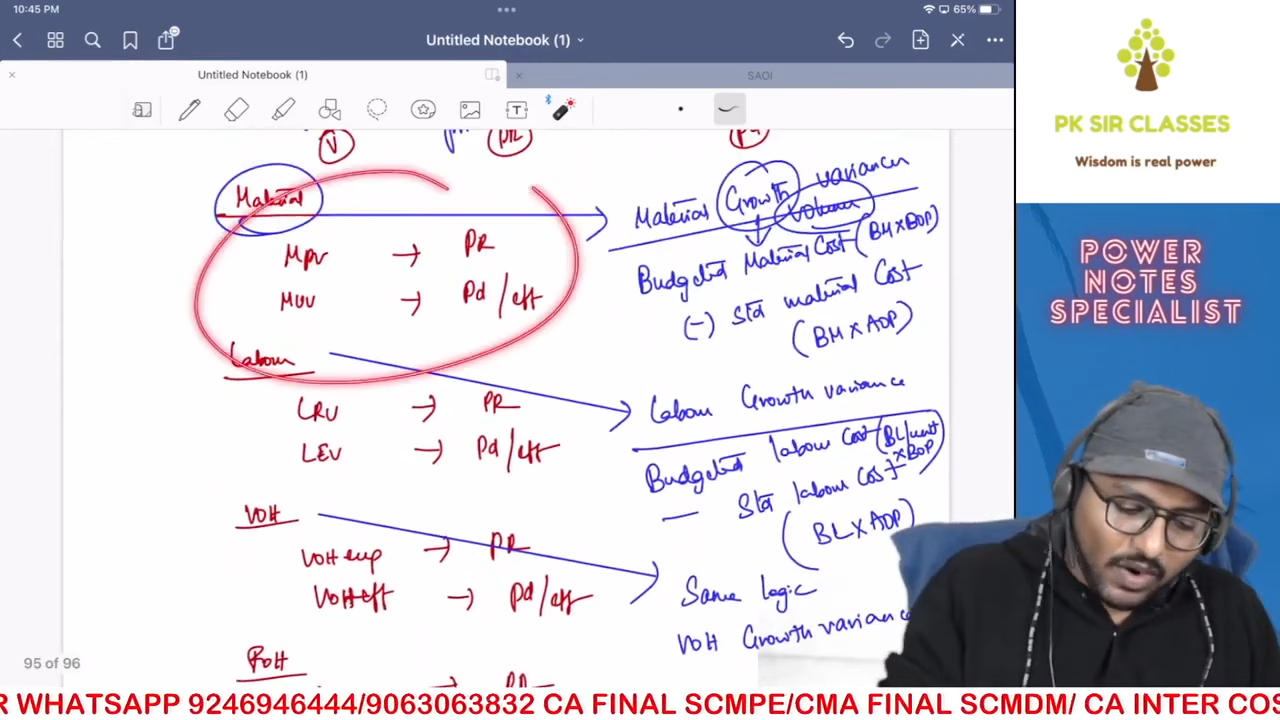 10:45 PM
65%
Untitled Notebook (1)
Untitled Notebook (1)
SAOI
T
V
Material
MPV → PR
MUV → Pd/eff
Labour
LRV → PR
LEV → Pd/eff
VOH
VOH exp → PR
VOH eff → Pd/eff
FOH
PR
Material Growth variances
volume
Budgeted Material Cost (BM×BOP)
(-) Std material Cost
(BM×AOP)
Labour Growth variance
Budgeted labour Cost (BL/unit
×BOP)
— Std labour Cost
(BL×AOP)
Same logic
VOH Growth variance
95 of 96
PK SIR CLASSES
Wisdom is real power
POWER
NOTES
SPECIALIST
R WHATSAPP 9246946444/9063063832 CA FINAL SCMPE/CMA FINAL SCMDM/ CA INTER COS